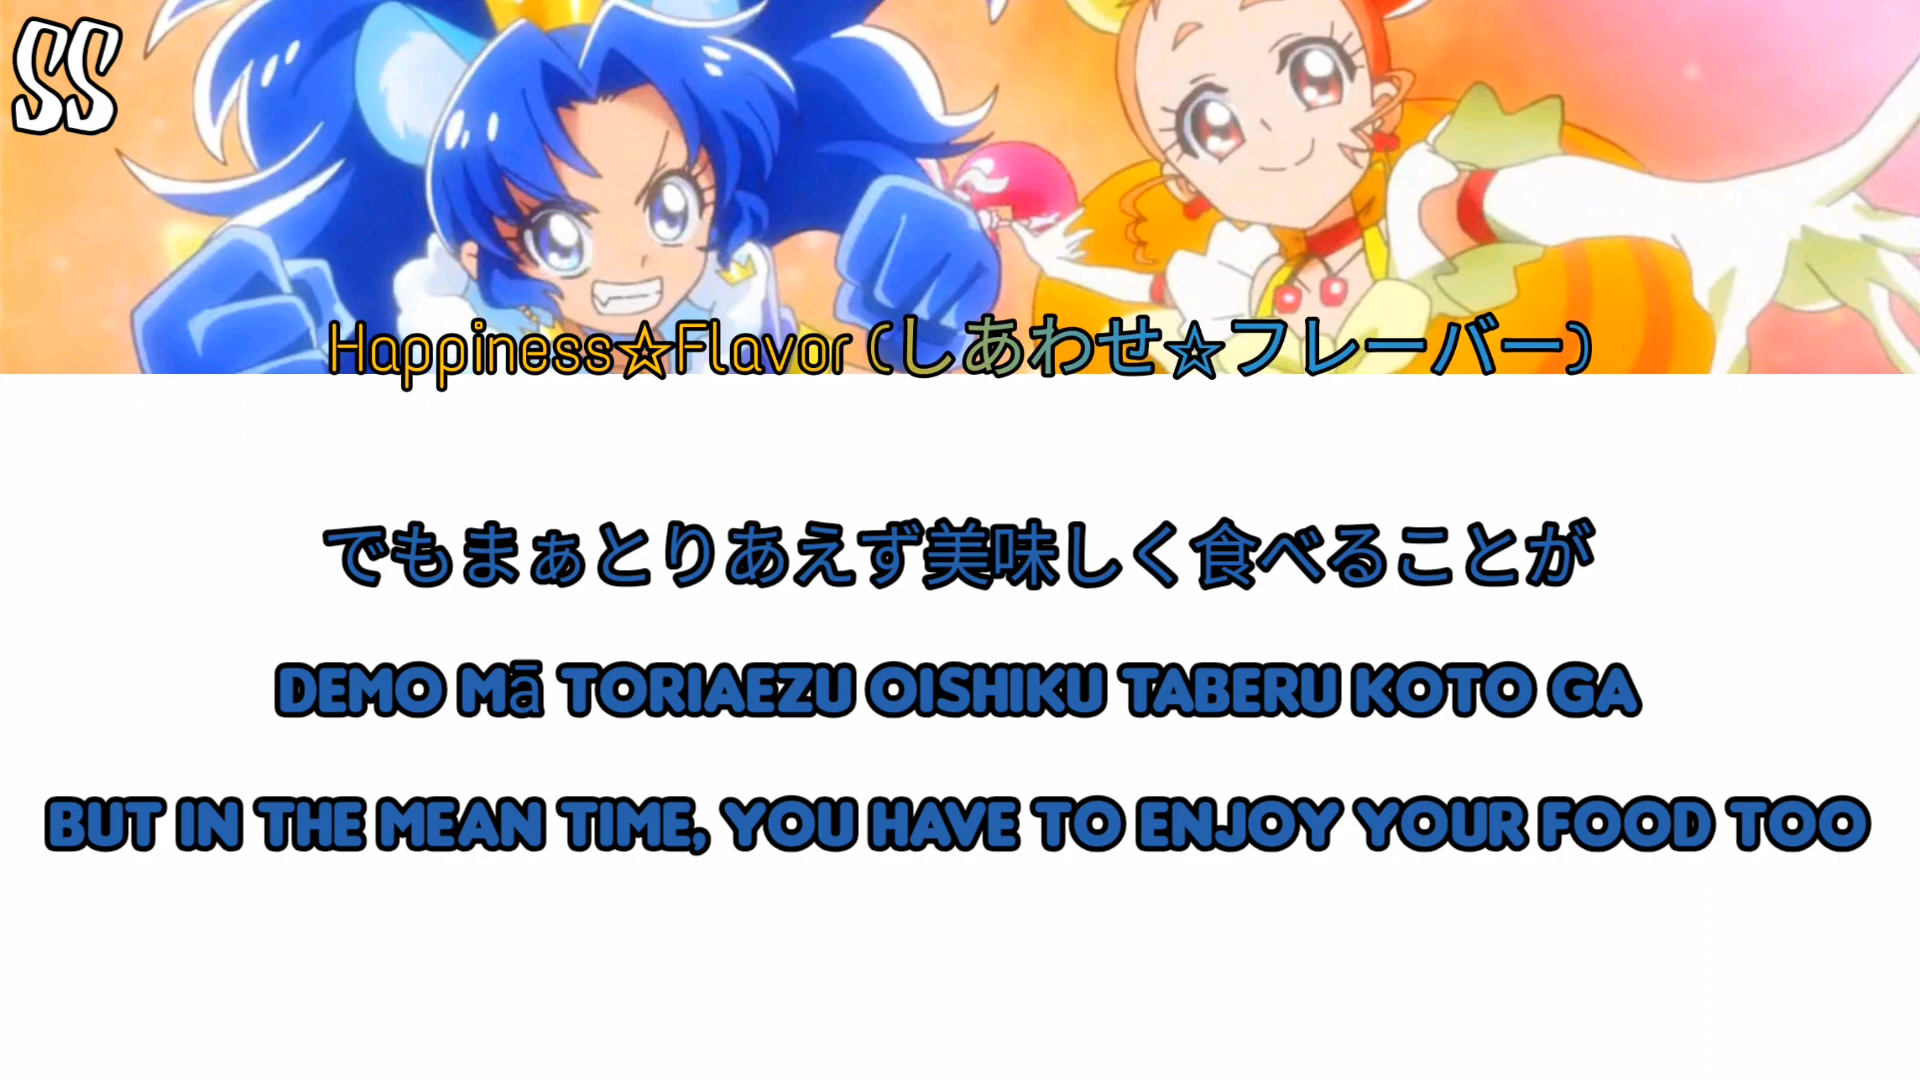 SS
Happiness☆Flavor (しあわせ☆フレーバー)
でもまぁとりあえず美味しく食べることが
DEMO Mā TORIAEZU OISHIKU TABERU KOTO GA
BUT IN THE MEAN TIME, YOU HAVE TO ENJOY YOUR FOOD TOO